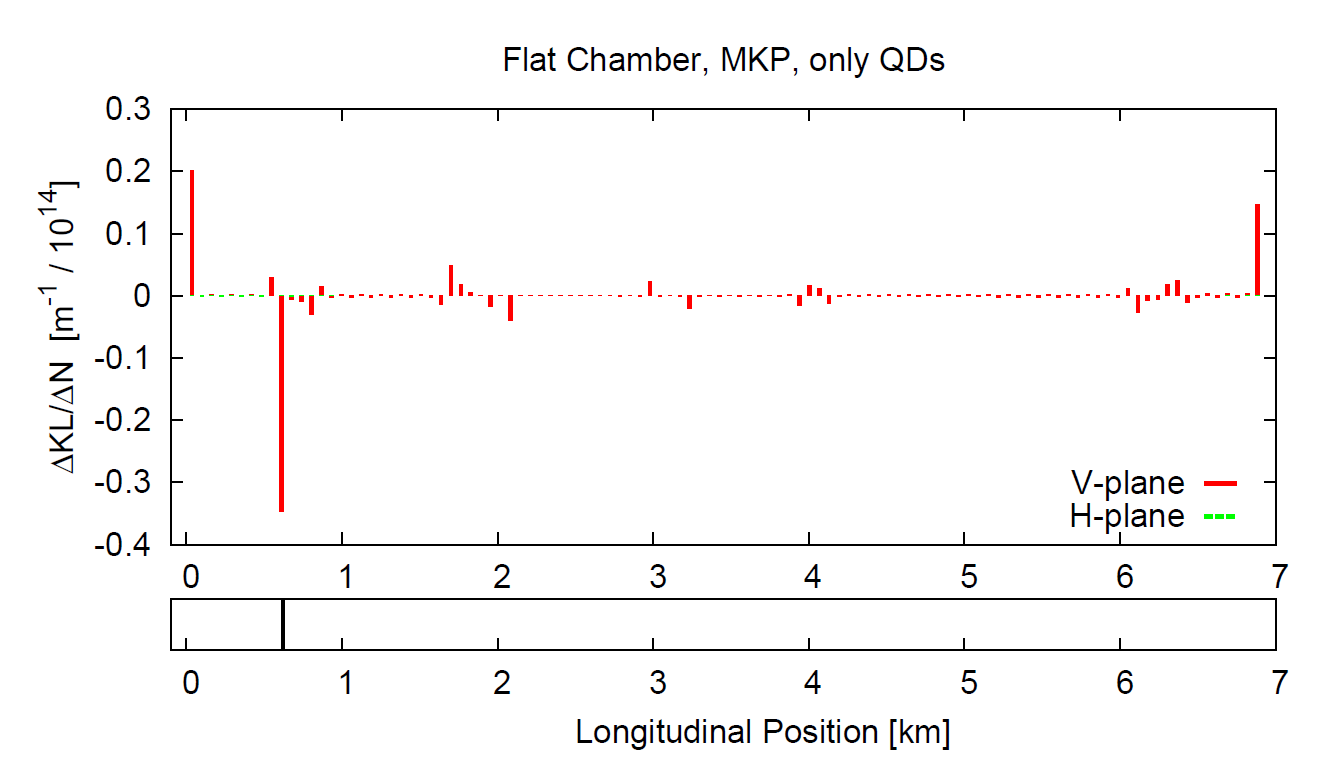 Flat Chamber, MKP, only QDs
0.3
0.2
0.1
0
-0.1
-0.2
-0.3
-0.4
ΔKL/ΔN [m⁻¹ / 10¹⁴]
V-plane
H-plane
0 1 2 3 4 5 6 7
0 1 2 3 4 5 6 7
Longitudinal Position [km]